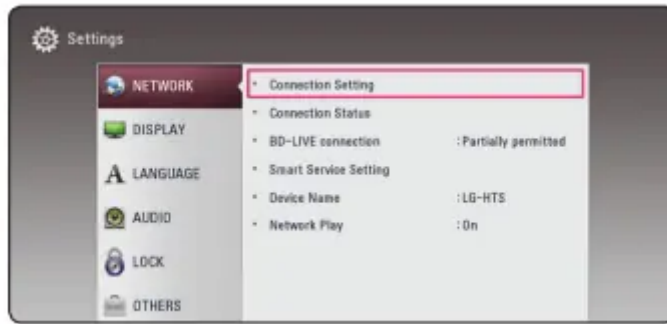 Settings
NETWORK
DISPLAY
LANGUAGE
AUDIO
LOCK
OTHERS
• Connection Setting
• Connection Status
• BD-LIVE connection :Partially permitted
• Smart Service Setting
• Device Name :LG-HTS
• Network Play :On